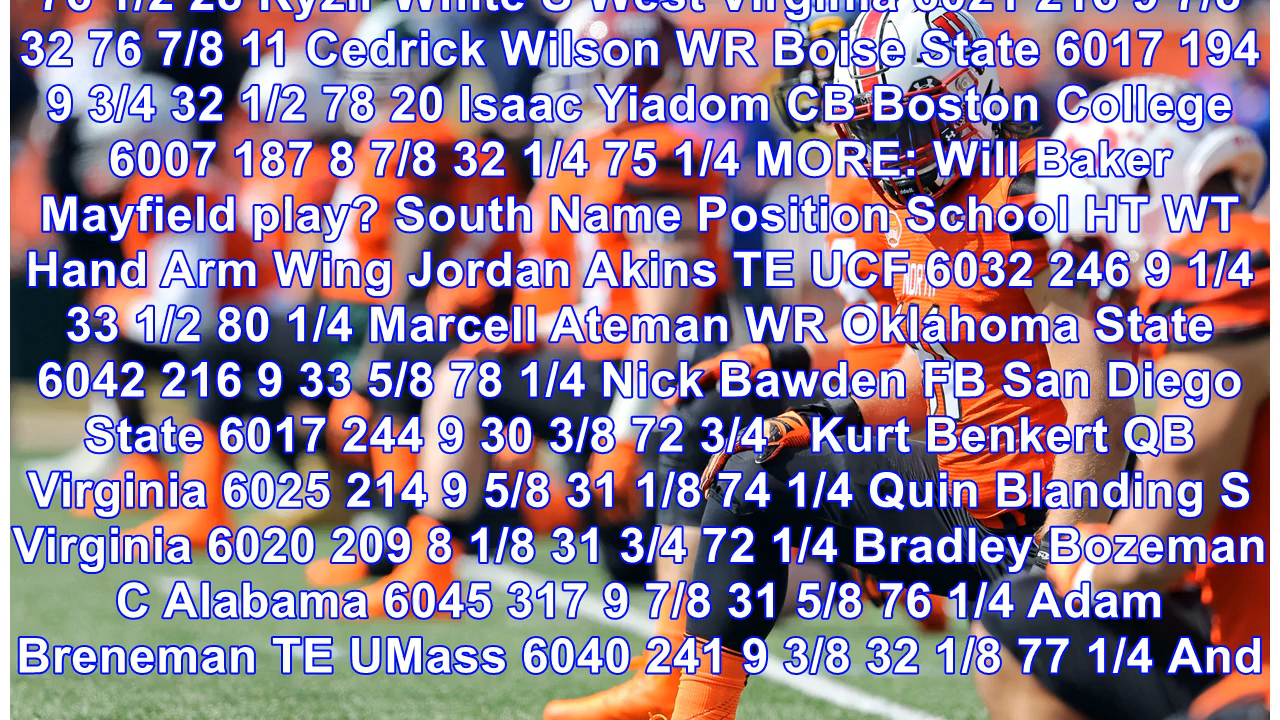 32 76 7/8 11 Cedrick Wilson WR Boise State 6017 194
9 3/4 32 1/2 78 20 Isaac Yiadom CB Boston College
6007 187 8 7/8 32 1/4 75 1/4 MORE: Will Baker
Mayfield play? South Name Position School HT WT
Hand Arm Wing Jordan Akins TE UCF 6032 246 9 1/4
33 1/2 80 1/4 Marcell Ateman WR Oklahoma State
6042 216 9 33 5/8 78 1/4 Nick Bawden FB San Diego
State 6017 244 9 30 3/8 72 3/4 Kurt Benkert QB
Virginia 6025 214 9 5/8 31 1/8 74 1/4 Quin Blanding S
Virginia 6020 209 8 1/8 31 3/4 72 1/4 Bradley Bozeman
C Alabama 6045 317 9 7/8 31 5/8 76 1/4 Adam
Breneman TE UMass 6040 241 9 3/8 32 1/8 77 1/4 And
NORTH